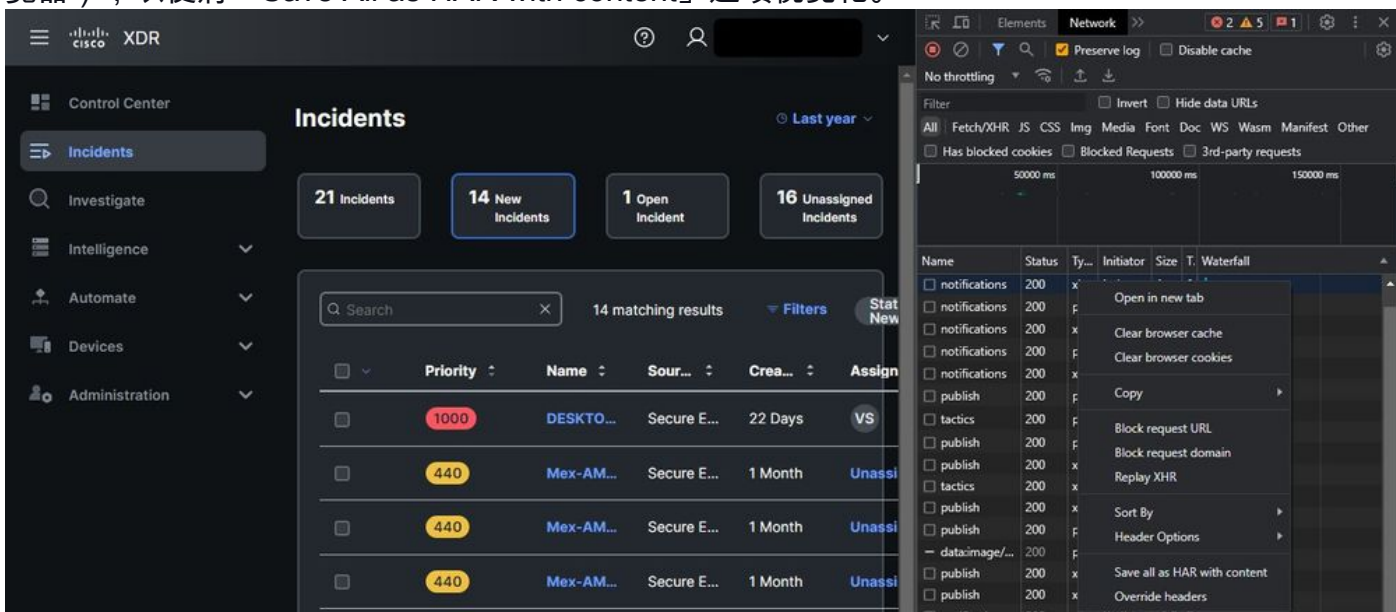 Save All as HAR with content
cisco XDR
Control Center
Incidents
Investigate
Intelligence
Automate
Devices
Administration
Incidents
Last year
21 Incidents
14 New
Incidents
1 Open
Incident
16 Unassigned
Incidents
Search
14 matching results
Filters
Stat
New
Priority Name Sour... Crea... Assign
1000 DESKTO... Secure E... 22 Days VS
440 Mex-AM... Secure E... 1 Month Unassi
440 Mex-AM... Secure E... 1 Month Unassi
440 Mex-AM... Secure E... 1 Month Unassi
Elements Network 2 5 1
Preserve log Disable cache
No throttling
Filter Invert Hide data URLs
All Fetch/XHR JS CSS Img Media Font Doc WS Wasm Manifest Other
Has blocked cookies Blocked Requests 3rd-party requests
50000 ms 100000 ms 150000 ms
Name Status Ty... Initiator Size T. Waterfall
notifications 200 x
notifications 200 p
notifications 200 x
notifications 200 p
notifications 200 x
publish 200 p
tactics 200 p
publish 200 p
publish 200 x
tactics 200 x
publish 200 x
publish 200 p
data:image/... 200 p
publish 200 x
publish 200 x
Open in new tab
Clear browser cache
Clear browser cookies
Copy
Block request URL
Block request domain
Replay XHR
Sort By
Header Options
Save all as HAR with content
Override headers